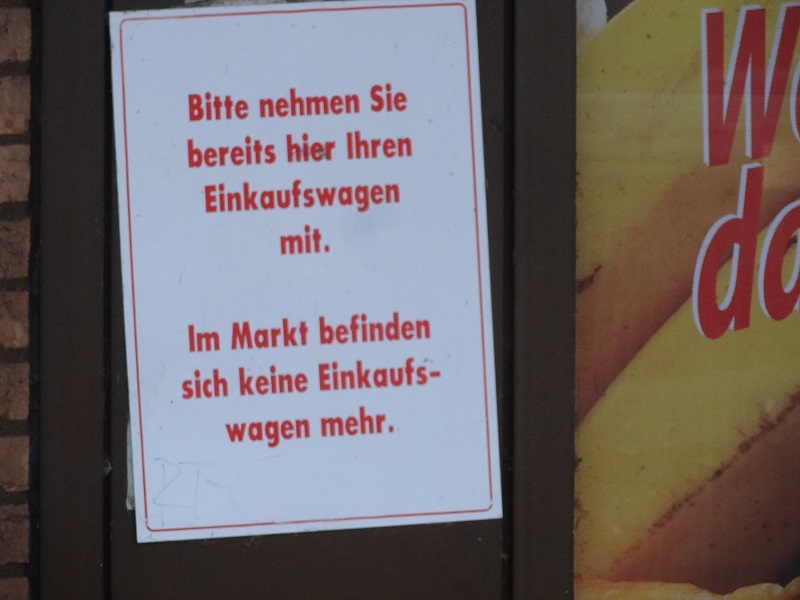 Bitte nehmen Sie
bereits hier Ihren
Einkaufswagen
mit.
Im Markt befinden
sich keine Einkaufs-
wagen mehr.